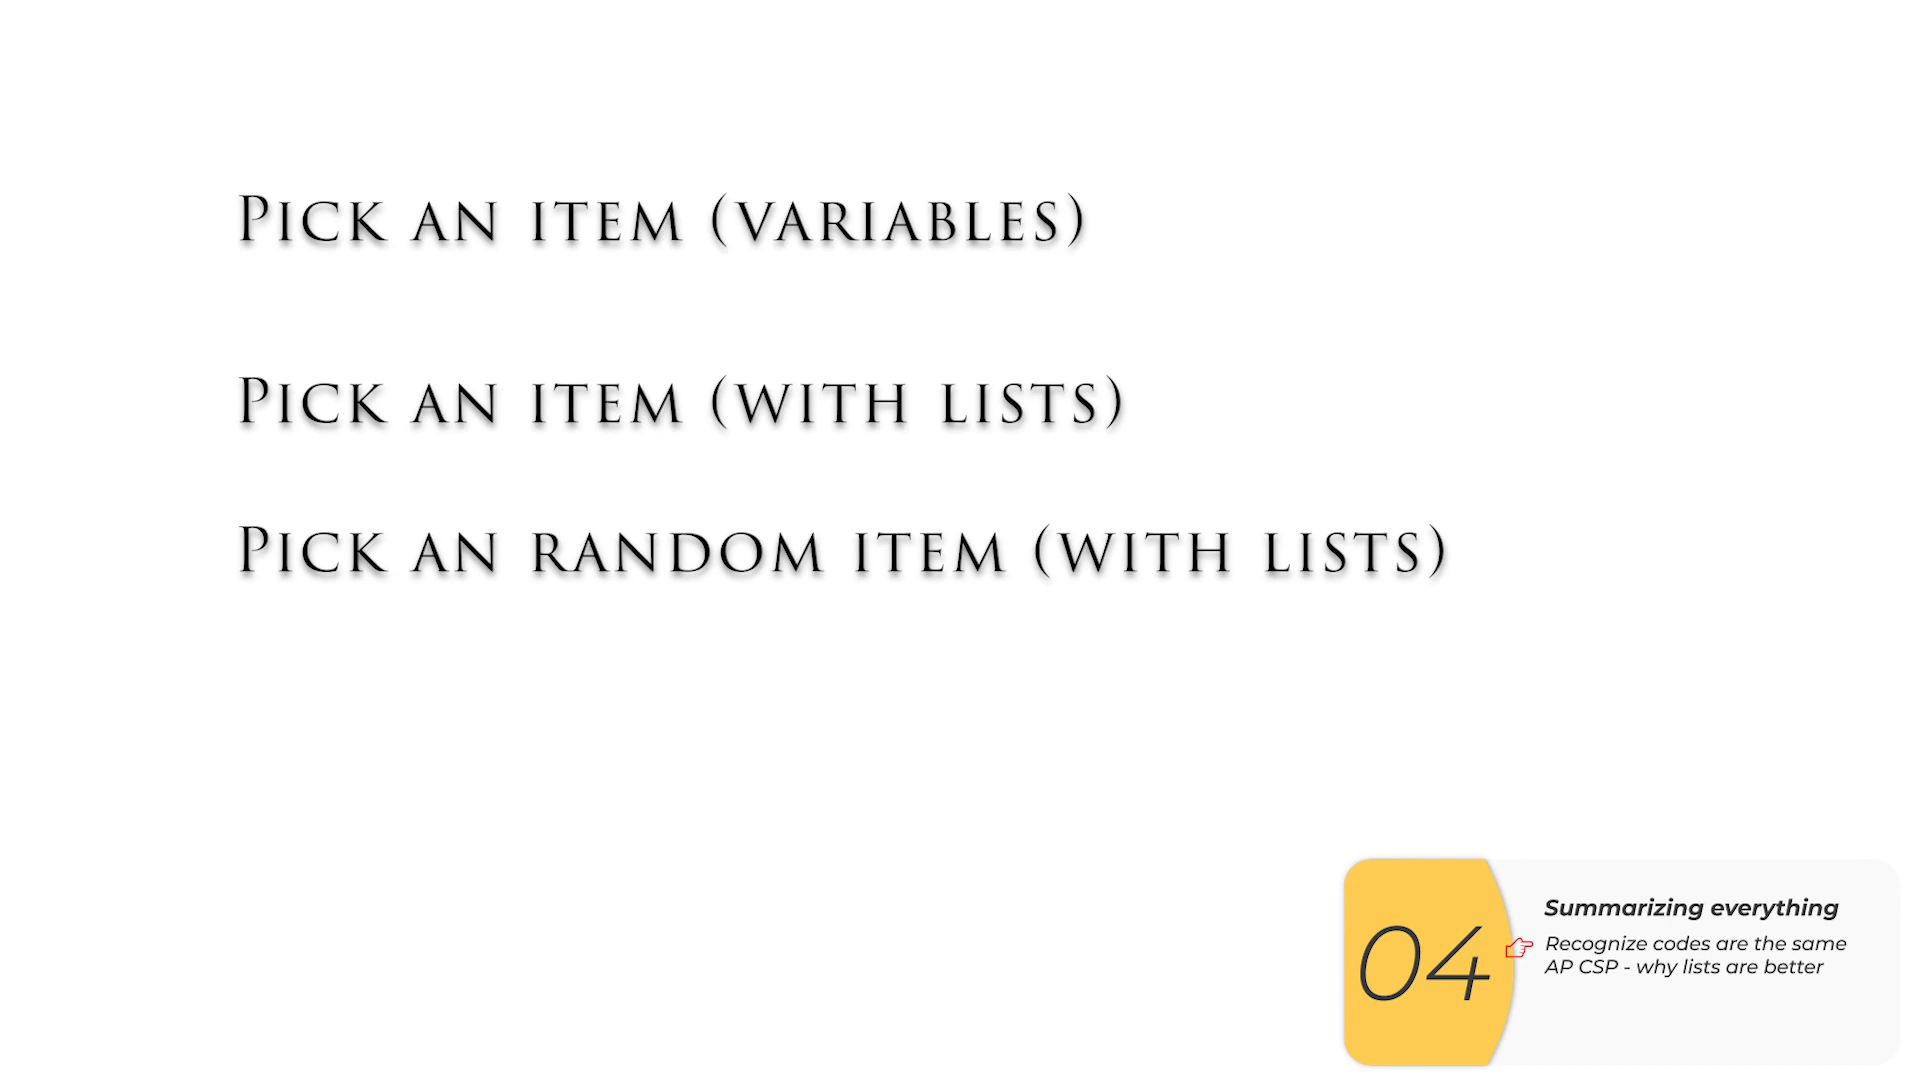 Pick an item (variables)
Pick an item (with lists)
Pick an random item (with lists)
04
Summarizing everything
Recognize codes are the same
AP CSP - why lists are better